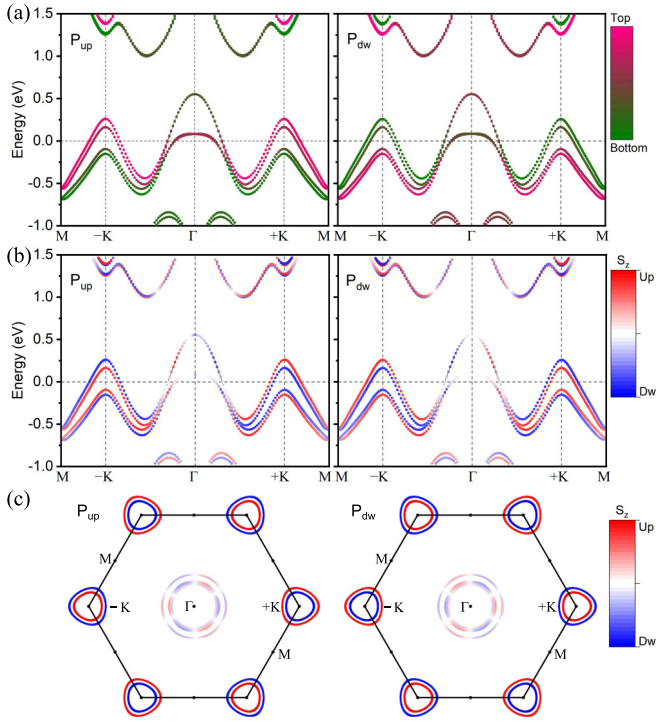 (a)
P_up
P_dw
Top
Bottom
Energy (eV)
1.5
1.0
0.5
0.0
-0.5
-1.0
M
−K
Γ
+K
M
M
−K
Γ
+K
M
(b)
P_up
P_dw
S_z
Up
Dw
Energy (eV)
1.5
1.0
0.5
0.0
-0.5
-1.0
M
−K
Γ
+K
M
M
−K
Γ
+K
M
(c)
P_up
P_dw
S_z
Up
Dw
M
−K
Γ
+K
M
M
−K
Γ
+K
M